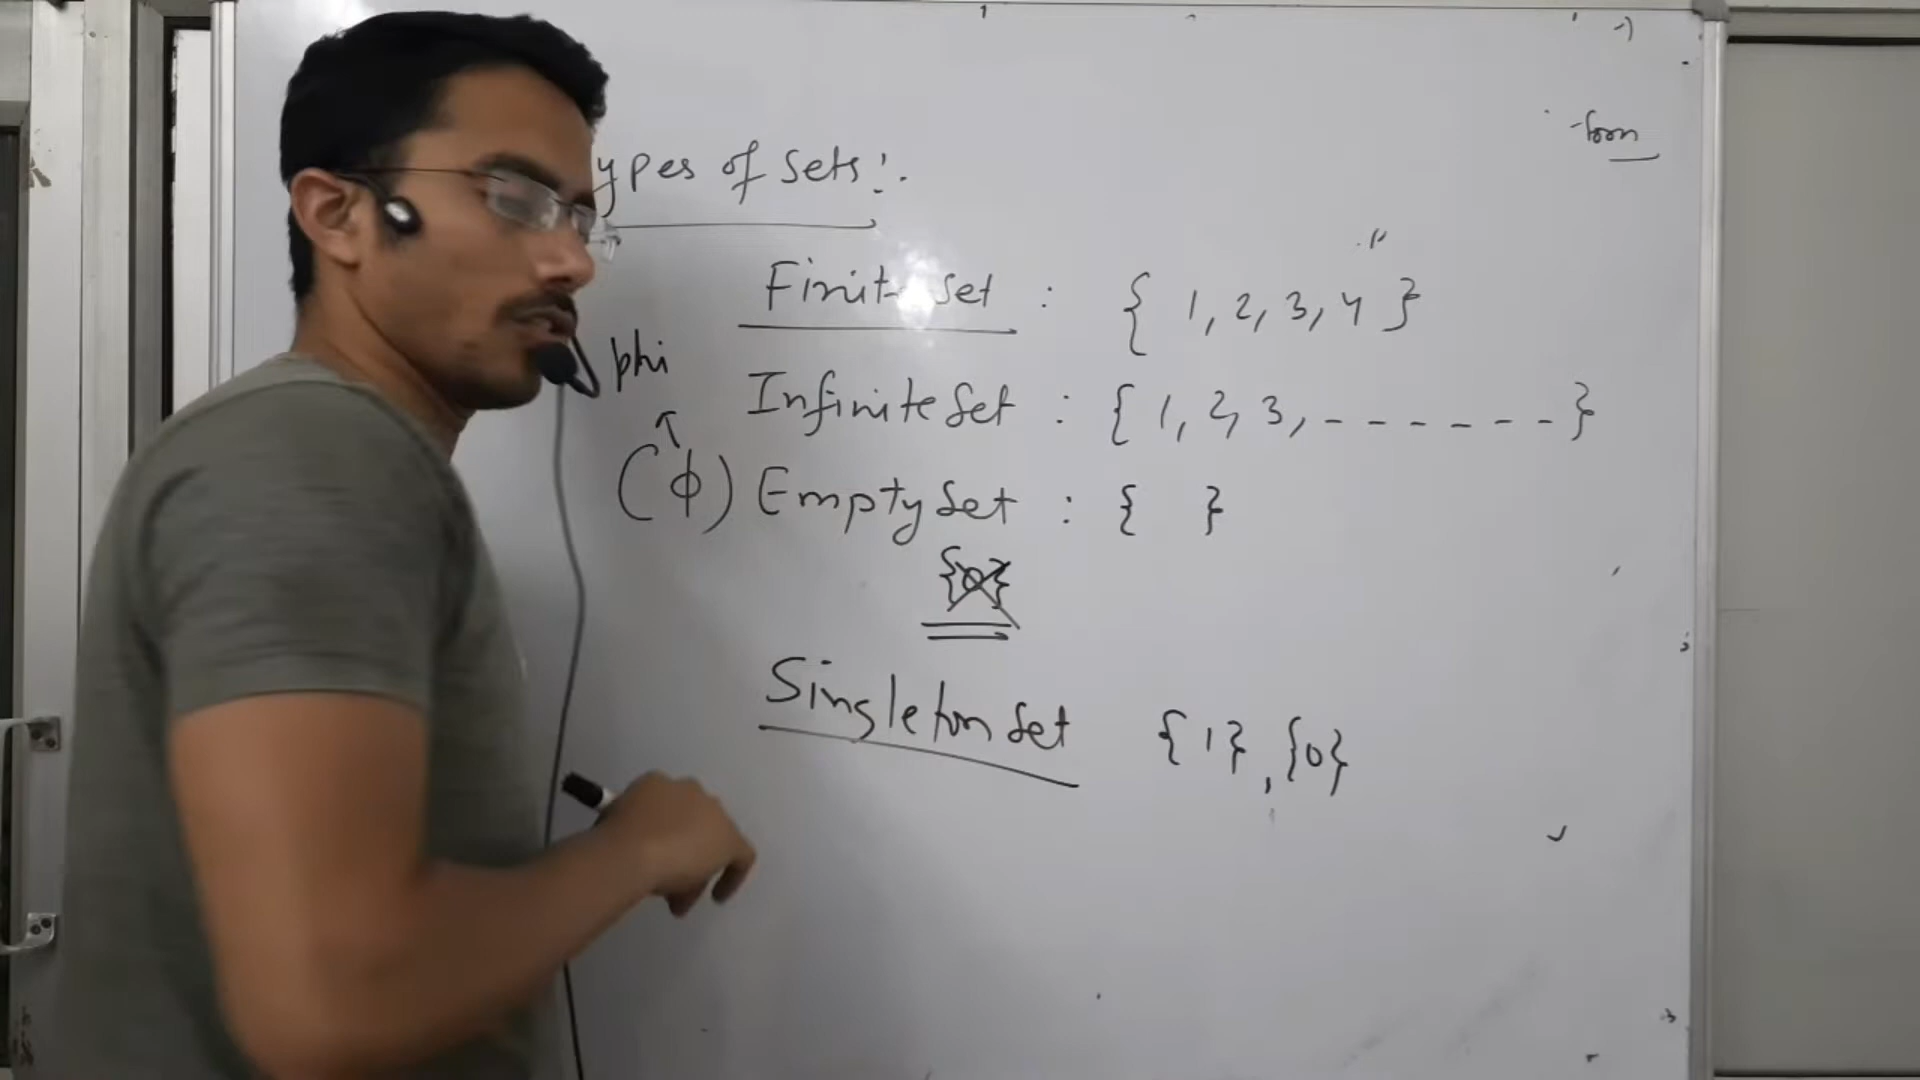 ypes of sets:.
-form
Finite set : { 1, 2, 3, 4 }
phi
Infinite set : { 1, 2, 3, - - - - - - }
(ϕ) Empty set : { }
{0}
Singleton set {1}, {0}